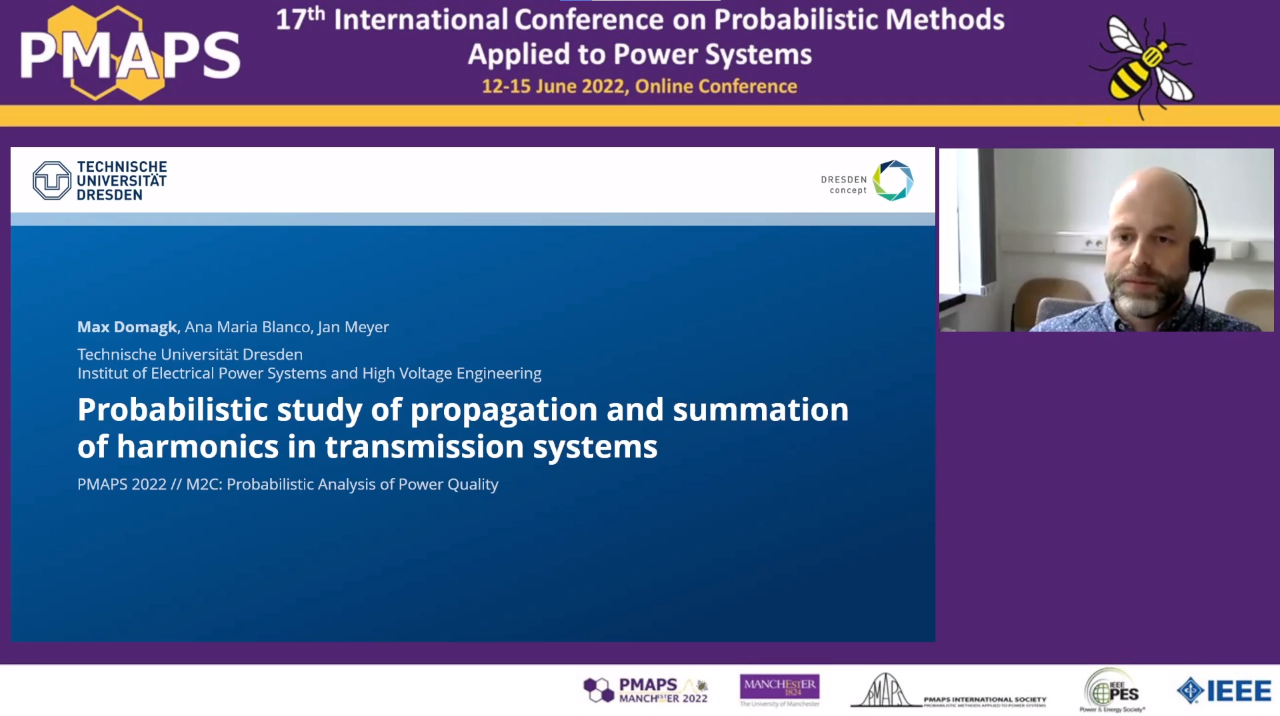 PMAPS
17th International Conference on Probabilistic Methods
Applied to Power Systems
12-15 June 2022, Online Conference
TECHNISCHE
UNIVERSITÄT
DRESDEN
DRESDEN
concept
Max Domagk, Ana Maria Blanco, Jan Meyer
Technische Universität Dresden
Institut of Electrical Power Systems and High Voltage Engineering
Probabilistic study of propagation and summation
of harmonics in transmission systems
PMAPS 2022 // M2C: Probabilistic Analysis of Power Quality
PMAPS
MANCHESTER 2022
MANCHESTER
1824
The University of Manchester
PMAPS
PMAPS INTERNATIONAL SOCIETY
PROBABILISTIC METHODS APPLIED TO POWER SYSTEMS
IEEE
PES
Power & Energy Society®
IEEE